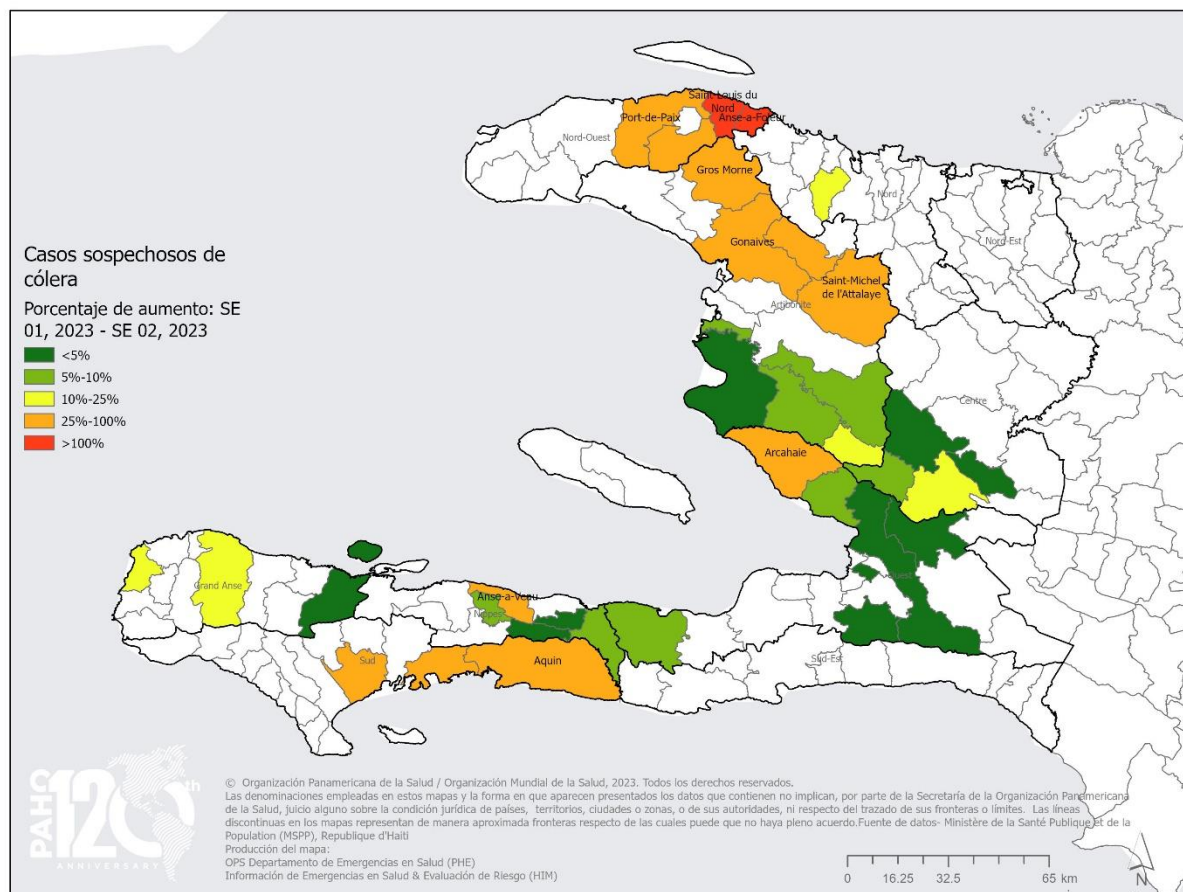 Saint-Louis du
Nord
Port-de-Paix
Anse-a-Foleur
Nord-Ouest
Gros Morne
Nord
Nord-Est
Gonaives
Casos sospechosos de
cólera
Porcentaje de aumento: SE
01, 2023 - SE 02, 2023
<5%
5%-10%
10%-25%
25%-100%
>100%
Saint-Michel
de l'Attalaye
Artibonite
Centre
Arcahaie
Ouest
Grand Anse
Anse-a-Veau
Nippes
Sud
Aquin
Sud-Est
PAHO
120th
ANNIVERSARY
© Organización Panamericana de la Salud / Organización Mundial de la Salud, 2023. Todos los derechos reservados.
Las denominaciones empleadas en estos mapas y la forma en que aparecen presentados los datos que contienen no implican, por parte de la Secretaría de la Organización Panamericana
de la Salud, juicio alguno sobre la condición jurídica de países, territorios, ciudades o zonas, o de sus autoridades, ni respecto del trazado de sus fronteras o límites. Las líneas
discontinuas en los mapas representan de manera aproximada fronteras respecto de las cuales puede que no haya pleno acuerdo.Fuente de datos- Ministère de la Santé Publique et de la
Population (MSPP), Republique d'Haiti
Producción del mapa:
OPS Departamento de Emergencias en Salud (PHE)
Información de Emergencias en Salud & Evaluación de Riesgo (HIM)
0 16.25 32.5 65 km
N